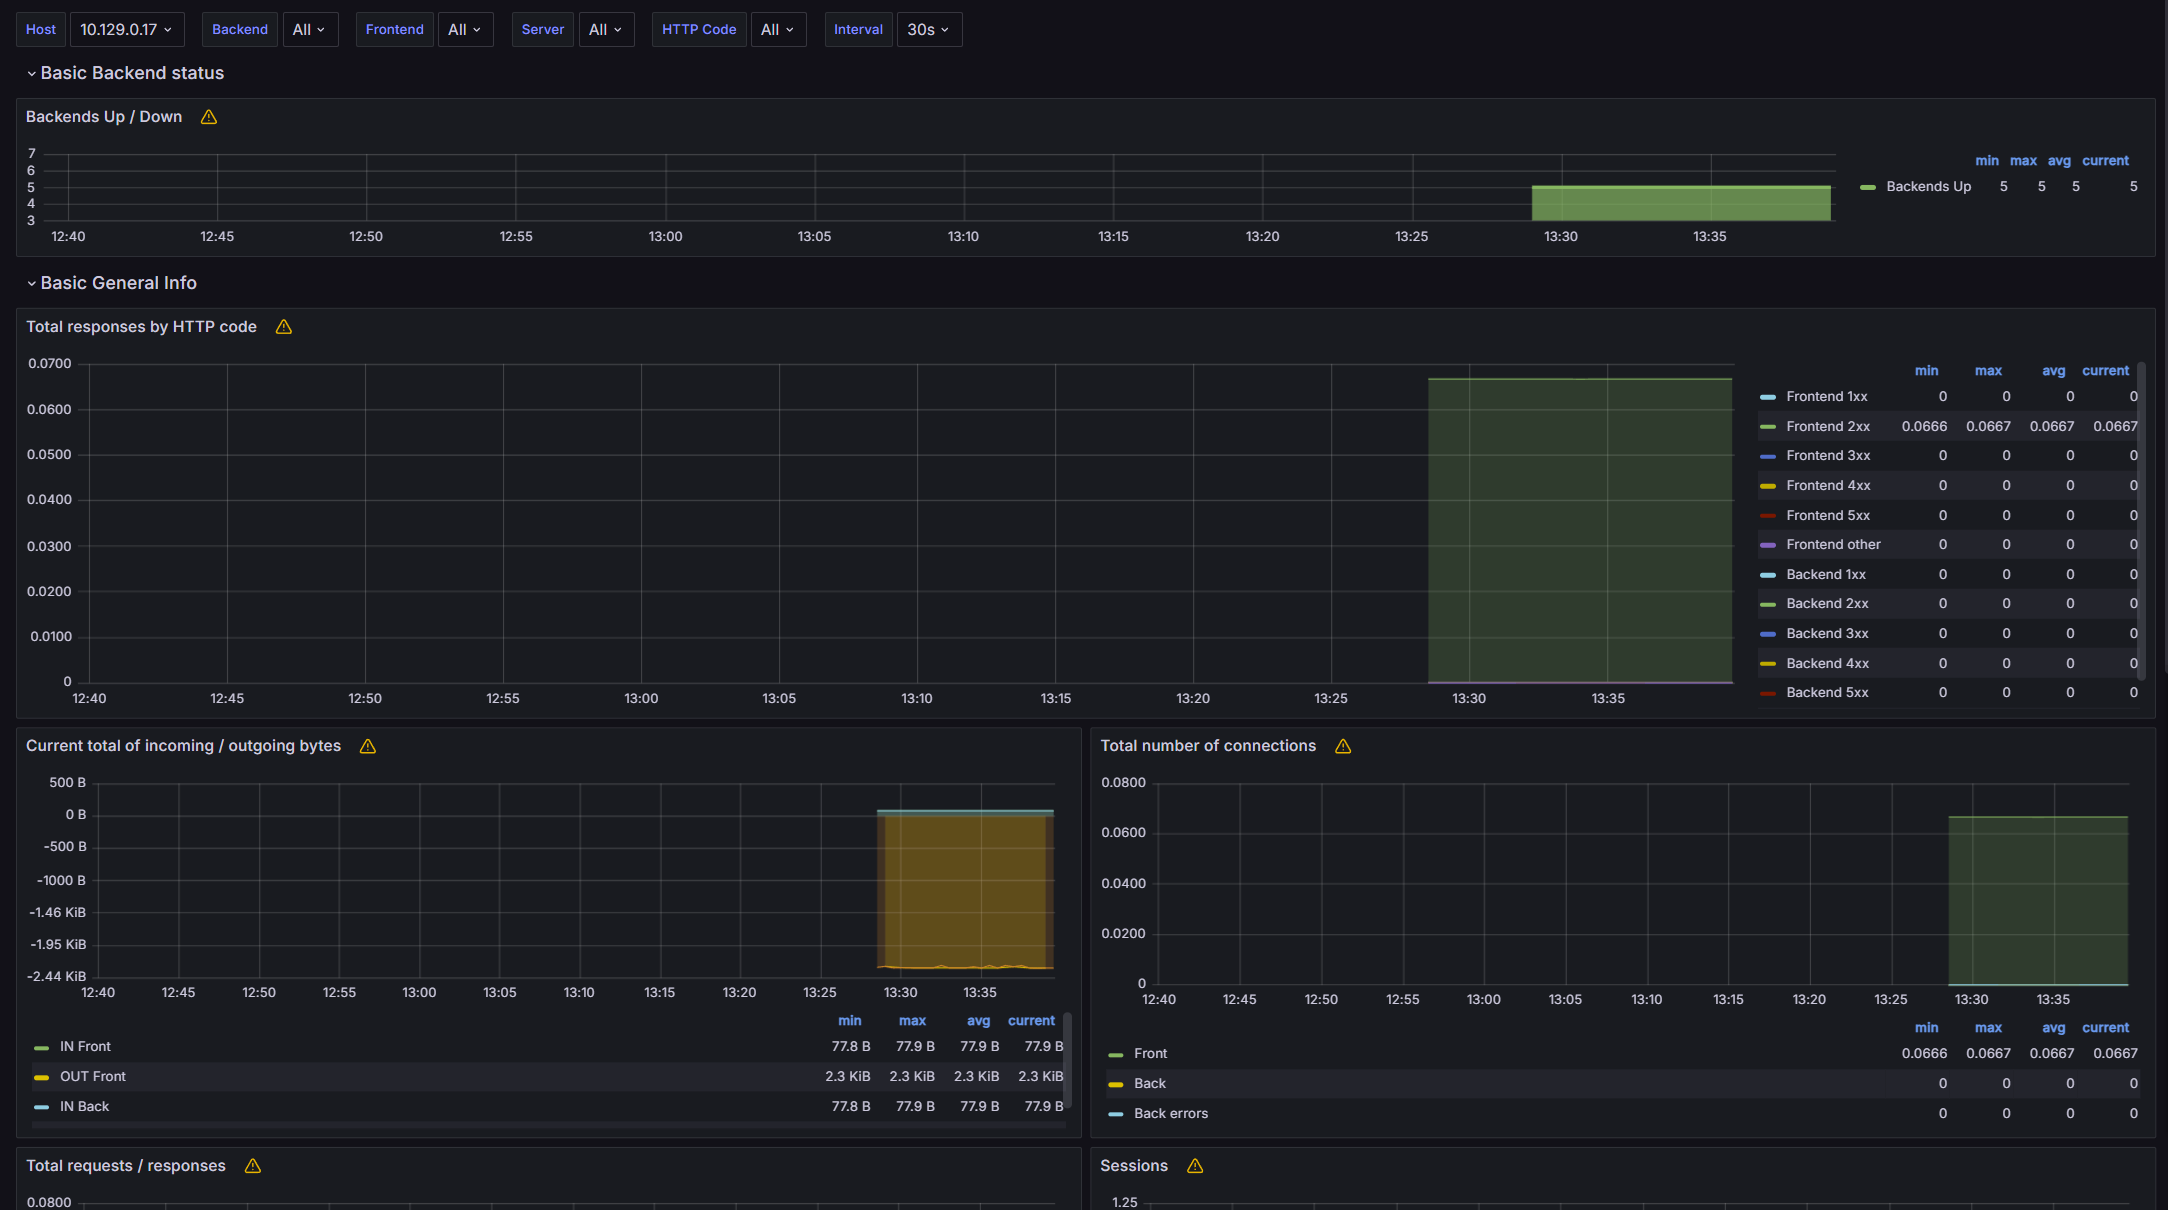 Host 10.129.0.17 Backend All Frontend All Server All HTTP Code All Interval 30s
Basic Backend status
Backends Up / Down
7
6
5
4
3
12:40 12:45 12:50 12:55 13:00 13:05 13:10 13:15 13:20 13:25 13:30 13:35
min max avg current
Backends Up 5 5 5 5
Basic General Info
Total responses by HTTP code
0.0700
0.0600
0.0500
0.0400
0.0300
0.0200
0.0100
0
12:40 12:45 12:50 12:55 13:00 13:05 13:10 13:15 13:20 13:25 13:30 13:35
min max avg current
Frontend 1xx 0 0 0 0
Frontend 2xx 0.0666 0.0667 0.0667 0.0667
Frontend 3xx 0 0 0 0
Frontend 4xx 0 0 0 0
Frontend 5xx 0 0 0 0
Frontend other 0 0 0 0
Backend 1xx 0 0 0 0
Backend 2xx 0 0 0 0
Backend 3xx 0 0 0 0
Backend 4xx 0 0 0 0
Backend 5xx 0 0 0 0
Current total of incoming / outgoing bytes
500 B
0 B
-500 B
-1000 B
-1.46 KiB
-1.95 KiB
-2.44 KiB
12:40 12:45 12:50 12:55 13:00 13:05 13:10 13:15 13:20 13:25 13:30 13:35
min max avg current
IN Front 77.8 B 77.9 B 77.9 B 77.9 B
OUT Front 2.3 KiB 2.3 KiB 2.3 KiB 2.3 KiB
IN Back 77.8 B 77.9 B 77.9 B 77.9 B
Total number of connections
0.0800
0.0600
0.0400
0.0200
0
12:40 12:45 12:50 12:55 13:00 13:05 13:10 13:15 13:20 13:25 13:30 13:35
min max avg current
Front 0.0666 0.0667 0.0667 0.0667
Back 0 0 0 0
Back errors 0 0 0 0
Total requests / responses
0.0800
Sessions
1.25